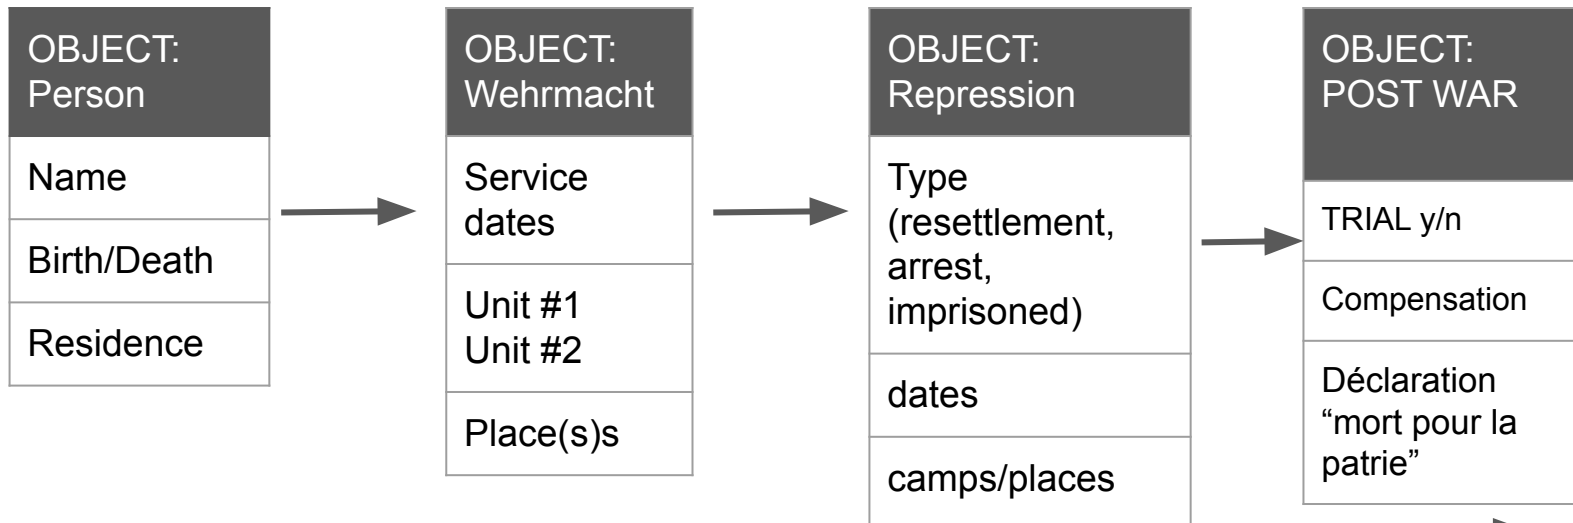 OBJECT:
Person
Name
Birth/Death
Residence
OBJECT:
Wehrmacht
Service
dates
Unit #1
Unit #2
Place(s)s
OBJECT:
Repression
Type
(resettlement,
arrest,
imprisoned)
dates
camps/places
OBJECT:
POST WAR
TRIAL y/n
Compensation
Déclaration
“mort pour la
patrie”